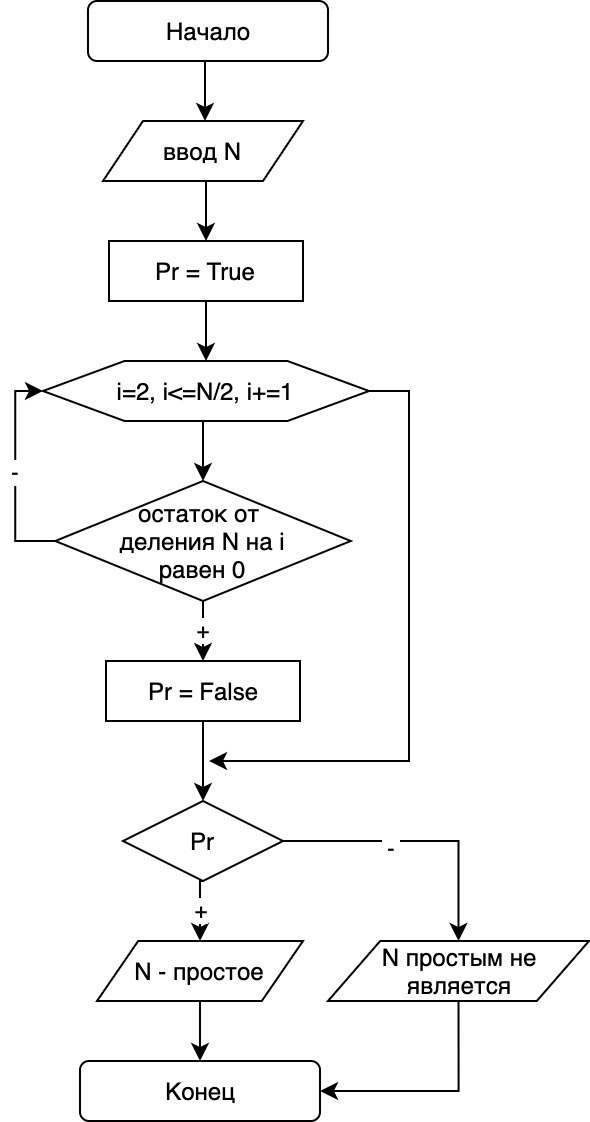 Начало
ввод N
Pr = True
i=2, i<=N/2, i+=1
-
остаток от
деления N на i
равен 0
+
Pr = False
Pr
-
+
N - простое
N простым не
является
Конец